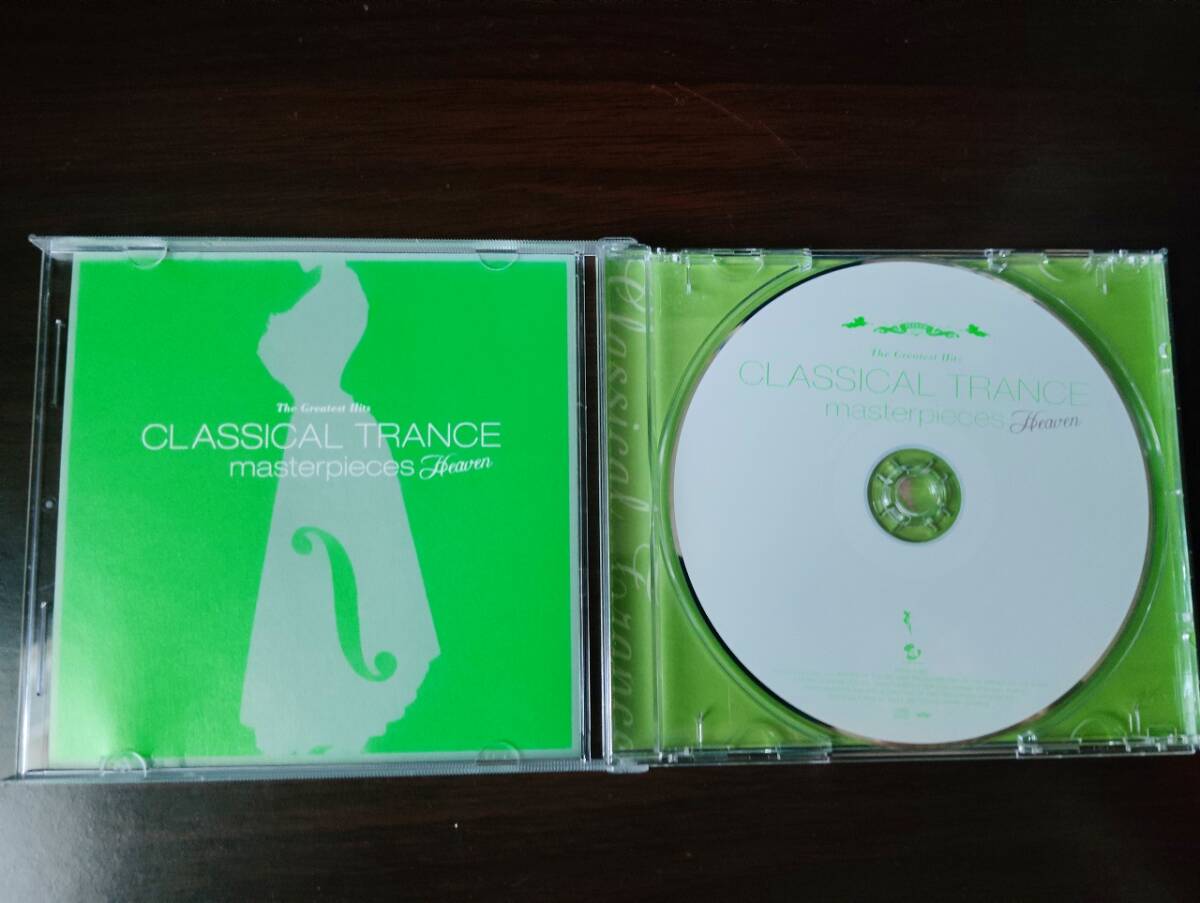 The Greatest Hits
CLASSICAL TRANCE
masterpieces Heaven
Classical Trance
The Greatest Hits
CLASSICAL TRANCE
masterpieces Heaven